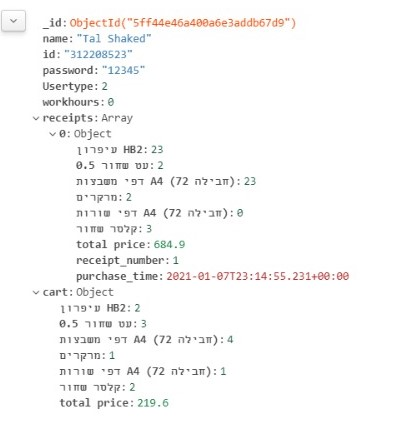 _id: ObjectId("5ff44e46a400a6e3addb67d9")
name: "Tal Shaked"
id: "312208523"
password: "12345"
Usertype: 2
workhours: 0
receipts: Array
0: Object
עיפרון HB2: 23
עט שחור 0.5: 2
דפי משבצות A4 (חבילה 72): 23
מרקרים: 2
דפי שורות A4 (חבילה 72): 0
קלסר שחור: 3
total price: 684.9
receipt_number: 1
purchase_time: 2021-01-07T23:14:55.231+00:00
cart: Object
עיפרון HB2: 2
עט שחור 0.5: 3
דפי משבצות A4 (חבילה 72): 4
מרקרים: 1
דפי שורות A4 (חבילה 72): 1
קלסר שחור: 2
total price: 219.6